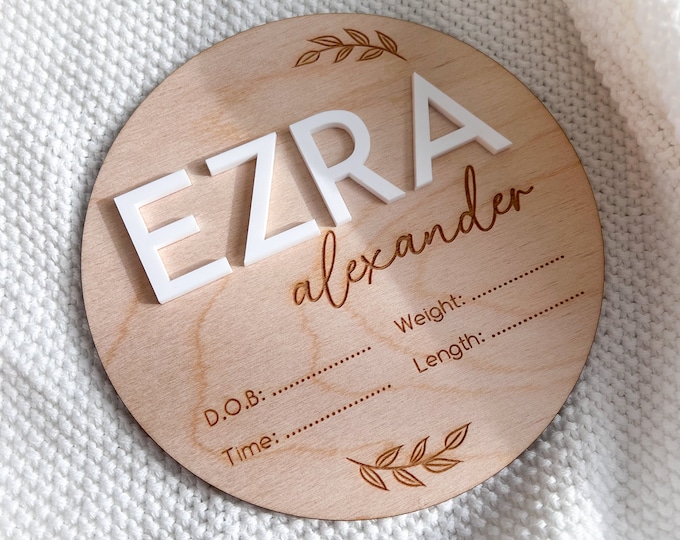 EZRA
alexander
D.O.B: .................. Weight: .................
Time: ................... Length: .................